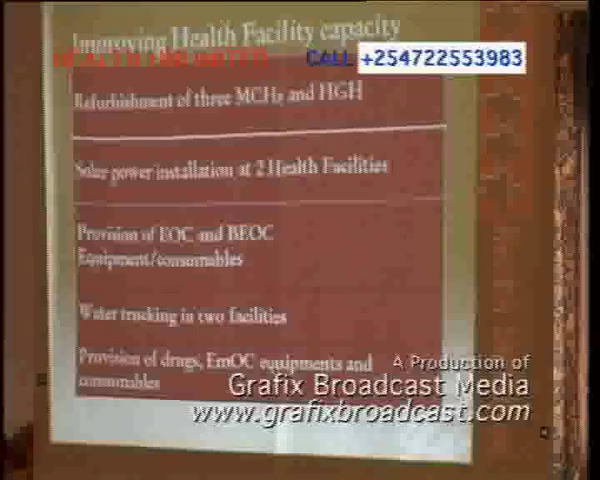 Improving Health Facility capacity
CALL +254722553983
Refurbishment of three MCHs and HGH
Solar power installation at 2 Health Facilities
Provision of EOC and BEOC
Equipment/consumables
Water trucking in two facilities
Provision of drugs, EmOC equipments and
consumables
A Production of
Grafix Broadcast Media
www.grafixbroadcast.com